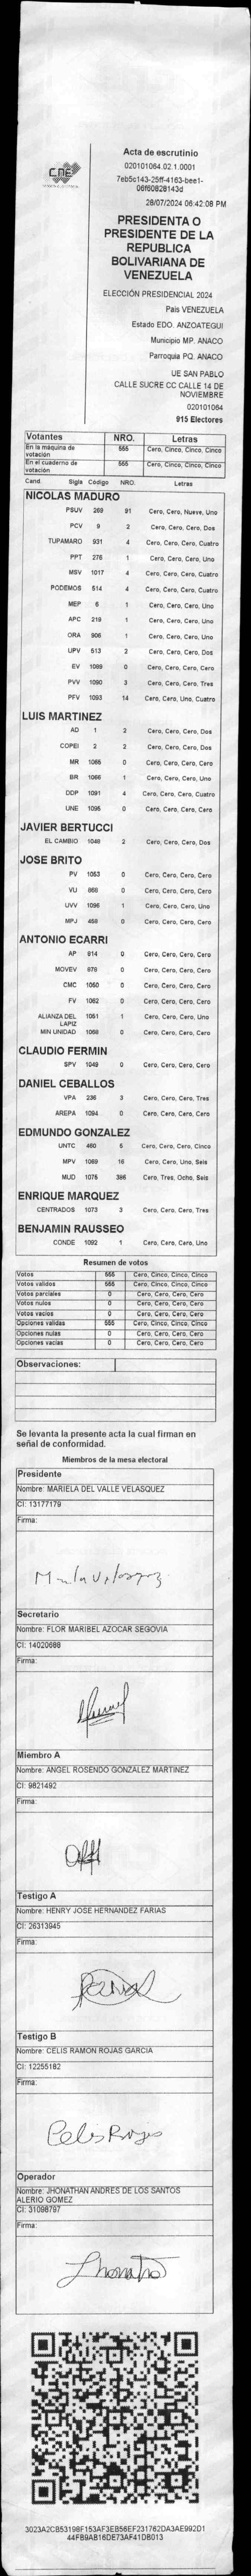 CNE
Acta de escrutinio
020101064.02.1.0001
7eb5c143-25ff-4163-bee1-
06f60828143d
28/07/2024 06:42:08 PM
PRESIDENTA O
PRESIDENTE DE LA
REPUBLICA
BOLIVARIANA DE
VENEZUELA
ELECCIÓN PRESIDENCIAL 2024
País VENEZUELA
Estado EDO. ANZOATEGUI
Municipio MP. ANACO
Parroquia PQ. ANACO
UE SAN PABLO
CALLE SUCRE CC CALLE 14 DE
NOVIEMBRE
020101064
915 Electores
Votantes NRO. Letras
En la máquina de votación 555 Cero, Cinco, Cinco, Cinco
En el cuaderno de votación 555 Cero, Cinco, Cinco, Cinco
Cand. Sigla Código NRO. Letras
NICOLAS MADURO
PSUV 269 91 Cero, Cero, Nueve, Uno
PCV 9 2 Cero, Cero, Cero, Dos
TUPAMARO 931 4 Cero, Cero, Cero, Cuatro
PPT 275 1 Cero, Cero, Cero, Uno
MSV 1017 4 Cero, Cero, Cero, Cuatro
PODEMOS 514 4 Cero, Cero, Cero, Cuatro
MEP 6 1 Cero, Cero, Cero, Uno
APC 219 1 Cero, Cero, Cero, Uno
ORA 906 1 Cero, Cero, Cero, Uno
UPV 513 2 Cero, Cero, Cero, Dos
EV 1089 0 Cero, Cero, Cero, Cero
PVV 1090 3 Cero, Cero, Cero, Tres
PFV 1093 14 Cero, Cero, Uno, Cuatro
LUIS MARTINEZ
AD 1 2 Cero, Cero, Cero, Dos
COPEI 2 2 Cero, Cero, Cero, Dos
MR 1065 0 Cero, Cero, Cero, Cero
BR 1066 1 Cero, Cero, Cero, Uno
DDP 1091 4 Cero, Cero, Cero, Cuatro
UNE 1095 0 Cero, Cero, Cero, Cero
JAVIER BERTUCCI
EL CAMBIO 1048 2 Cero, Cero, Cero, Dos
JOSE BRITO
PV 1053 0 Cero, Cero, Cero, Cero
VU 868 0 Cero, Cero, Cero, Cero
UVV 1096 1 Cero, Cero, Cero, Uno
MPJ 458 0 Cero, Cero, Cero, Cero
ANTONIO ECARRI
AP 914 0 Cero, Cero, Cero, Cero
MOVEV 879 0 Cero, Cero, Cero, Cero
CMC 1050 0 Cero, Cero, Cero, Cero
FV 1062 0 Cero, Cero, Cero, Cero
ALIANZA DEL LAPIZ 1051 1 Cero, Cero, Cero, Uno
MIN UNIDAD 1068 0 Cero, Cero, Cero, Cero
CLAUDIO FERMIN
SPV 1049 0 Cero, Cero, Cero, Cero
DANIEL CEBALLOS
VPA 236 3 Cero, Cero, Cero, Tres
AREPA 1094 0 Cero, Cero, Cero, Cero
EDMUNDO GONZALEZ
UNTC 460 5 Cero, Cero, Cero, Cinco
MPV 1069 16 Cero, Cero, Uno, Seis
MUD 1075 386 Cero, Tres, Ocho, Seis
ENRIQUE MARQUEZ
CENTRADOS 1073 3 Cero, Cero, Cero, Tres
BENJAMIN RAUSSEO
CONDE 1092 1 Cero, Cero, Cero, Uno
Resumen de votos
Votos 555 Cero, Cinco, Cinco, Cinco
Votos validos 555 Cero, Cinco, Cinco, Cinco
Votos parciales 0 Cero, Cero, Cero, Cero
Votos nulos 0 Cero, Cero, Cero, Cero
Votos vacios 0 Cero, Cero, Cero, Cero
Opciones validas 555 Cero, Cinco, Cinco, Cinco
Opciones nulas 0 Cero, Cero, Cero, Cero
Opciones vacias 0 Cero, Cero, Cero, Cero
Observaciones:
Se levanta la presente acta la cual firman en
señal de conformidad.
Miembros de la mesa electoral
Presidente
Nombre: MARIELA DEL VALLE VELASQUEZ
CI: 13177179
Firma:
Secretario
Nombre: FLOR MARIBEL AZOCAR SEGOVIA
CI: 14020688
Firma:
Miembro A
Nombre: ANGEL ROSENDO GONZALEZ MARTINEZ
CI: 9821492
Firma:
Testigo A
Nombre: HENRY JOSE HERNANDEZ FARIAS
CI: 26313945
Firma:
Testigo B
Nombre: CELIS RAMON ROJAS GARCIA
CI: 12255182
Firma:
Celis Rojas
Operador
Nombre: JHONATHAN ANDRES DE LOS SANTOS
ALERIO GOMEZ
CI: 31098797
Firma:
Jhonatho
3023A2CB53198F153AF3EB56EF231762DA3AE992D1
44FB9AB16DE73AF41DB013